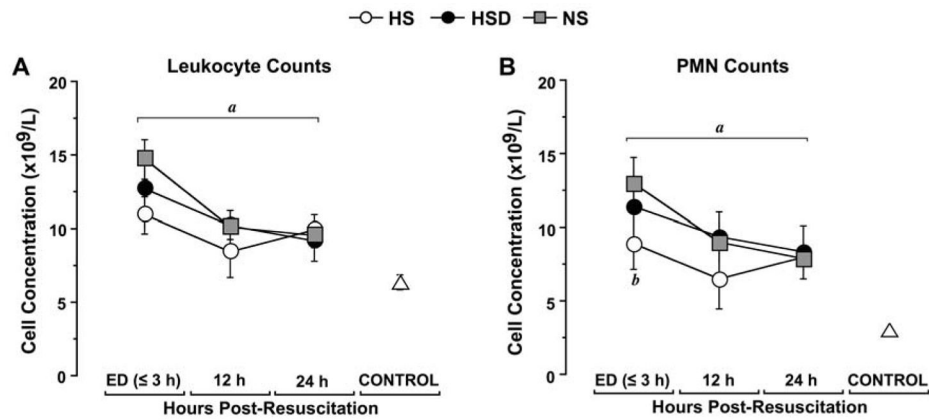 HS HSD NS
A Leukocyte Counts
Cell Concentration (x10⁹/L)
20
15
10
5
0
a
ED (≤ 3 h) 12 h 24 h CONTROL
Hours Post-Resuscitation
B PMN Counts
Cell Concentration (x10⁹/L)
20
15
10
5
0
a
b
ED (≤ 3 h) 12 h 24 h CONTROL
Hours Post-Resuscitation